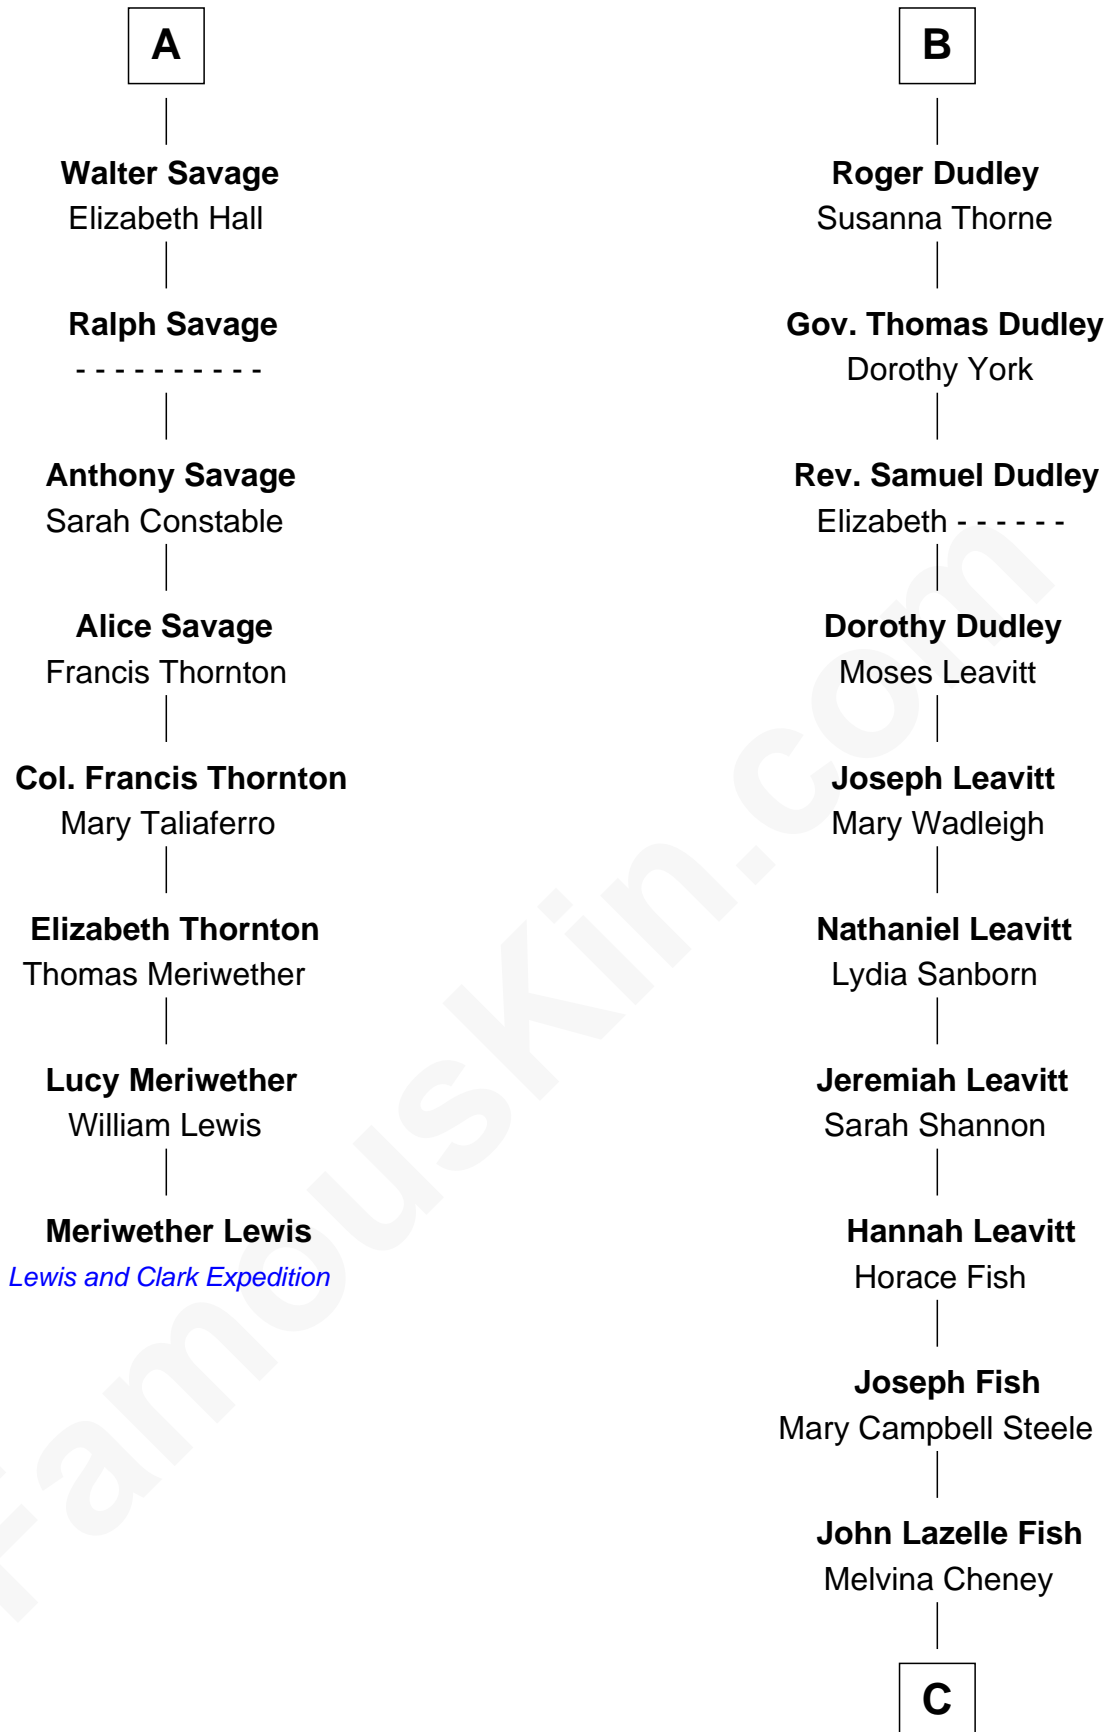 A
Walter Savage
Elizabeth Hall
Ralph Savage
- - - - - - - - - -
Anthony Savage
Sarah Constable
Alice Savage
Francis Thornton
Col. Francis Thornton
Mary Taliaferro
Elizabeth Thornton
Thomas Meriwether
Lucy Meriwether
William Lewis
Meriwether Lewis
Lewis and Clark Expedition
B
Roger Dudley
Susanna Thorne
Gov. Thomas Dudley
Dorothy York
Rev. Samuel Dudley
Elizabeth - - - - - -
Dorothy Dudley
Moses Leavitt
Joseph Leavitt
Mary Wadleigh
Nathaniel Leavitt
Lydia Sanborn
Jeremiah Leavitt
Sarah Shannon
Hannah Leavitt
Horace Fish
Joseph Fish
Mary Campbell Steele
John Lazelle Fish
Melvina Cheney
C
FamousKin.com